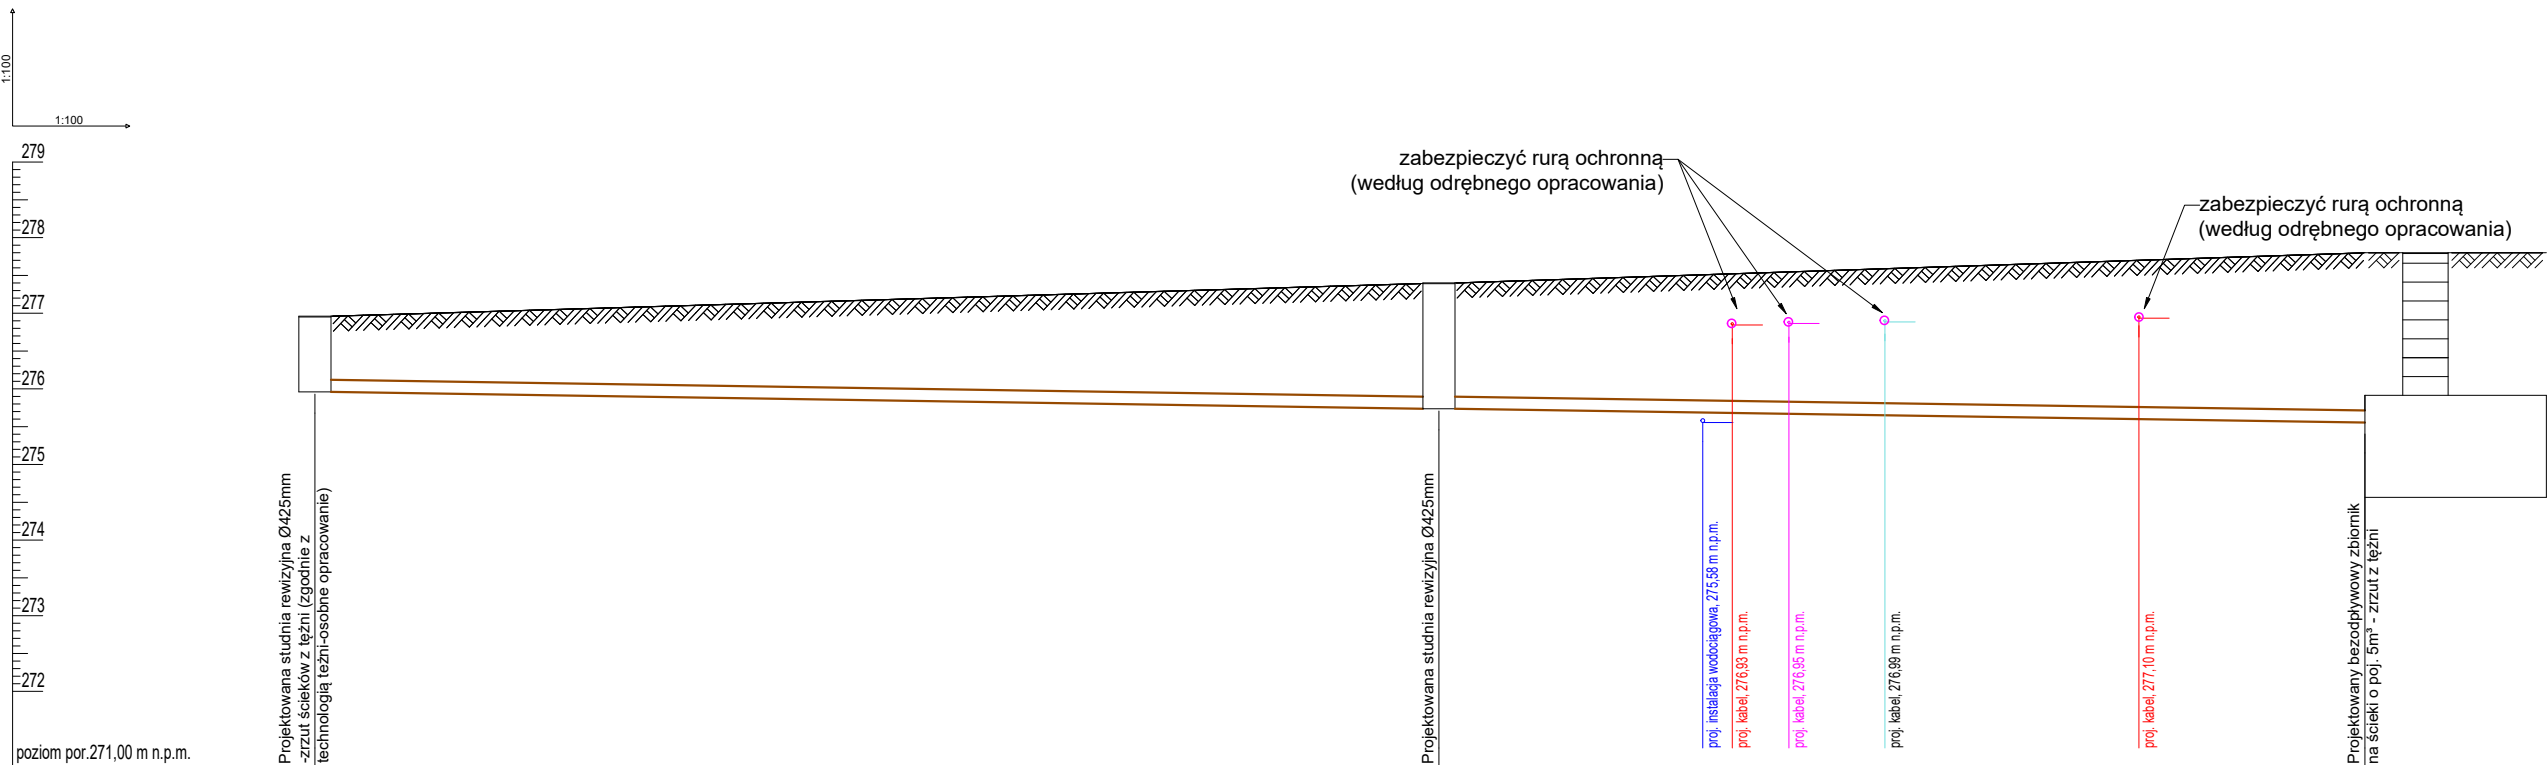 1:100
1:100
279
278
277
276
275
274
273
272
poziom por.271,00 m n.p.m.
zabezpieczyć rurą ochronną
(według odrębnego opracowania)
zabezpieczyć rurą ochronną
(według odrębnego opracowania)
Projektowana studnia rewizyjna Ø425mm
-zrzut ścieków z tężni (zgodnie z
technologią teżni-osobne opracowanie)
Projektowana studnia rewizyjna Ø425mm
proj. instalacja wodociągowa, 275,58 m n.p.m.
proj. kabel, 276,93 m n.p.m.
proj. kabel, 276,95 m n.p.m.
proj. kabel, 276,99 m n.p.m.
proj. kabel, 277,10 m n.p.m.
Projektowany bezodpływowy zbiornik
na ścieki o poj. 5m³ - zrzut z tężni